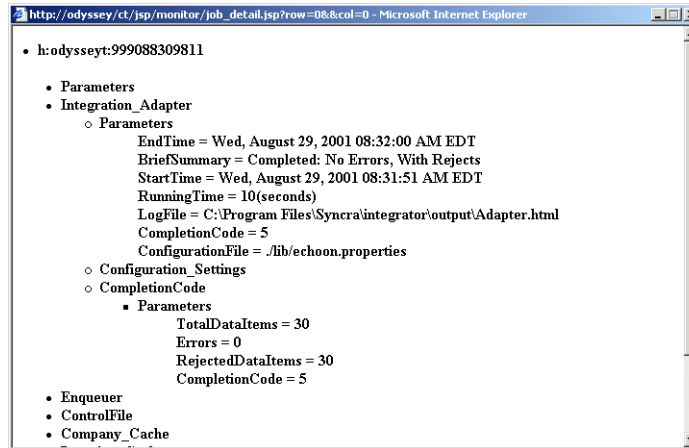 http://odyssey/ct/jsp/monitor/job_detail.jsp?row=0&&col=0 - Microsoft Internet Explorer
h:odysseyt:999088309811
Parameters
Integration_Adapter
Parameters
EndTime = Wed, August 29, 2001 08:32:00 AM EDT
BriefSummary = Completed: No Errors, With Rejects
StartTime = Wed, August 29, 2001 08:31:51 AM EDT
RunningTime = 10(seconds)
LogFile = C:\Program Files\Syncra\integrator\output\Adapter.html
CompletionCode = 5
ConfigurationFile = ./lib/echoon.properties
Configuration_Settings
CompletionCode
Parameters
TotalDataItems = 30
Errors = 0
RejectedDataItems = 30
CompletionCode = 5
Enqueuer
ControlFile
Company_Cache